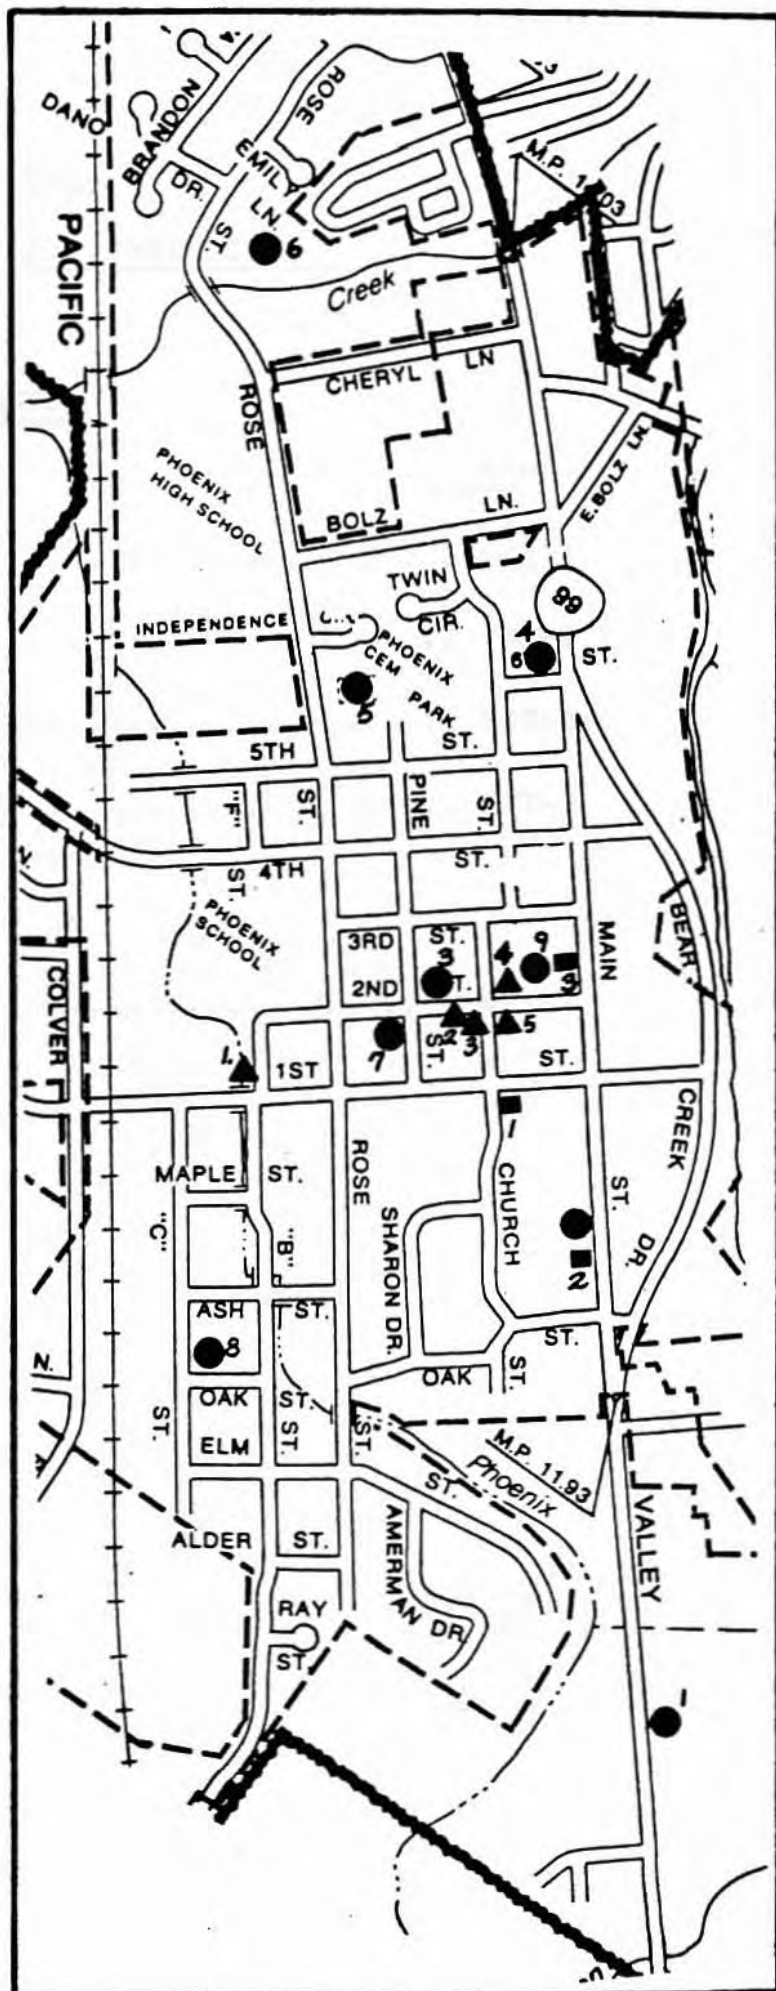 DANO
BRANDON
DR.
ROSE
EMILY
LN.
ST.
6
PACIFIC
Creek
M.P. 1 03
CHERYL LN
ROSE
PHOENIX
HIGH SCHOOL
BOLZ LN.
E. BOLZ LN.
TWIN
CIR.
7
99
4
6
ST.
INDEPENDENCE
PHOENIX
CEM PARK
5
5TH ST.
"F" ST.
ST.
PINE
ST.
4TH ST.
PHOENIX
SCHOOL
3RD ST.
3
4
9
3
MAIN
BEAR
2ND T.
COLVER
1.
7
2
3
5
ST.
1ST ST.
1
CREEK
DR.
MAPLE ST.
ROSE
CHURCH
ST.
"C"
"B"
SHARON DR.
2
ASH ST.
8
ST.
N.
OAK
ST.
OAK ST.
ST.
ELM ST.
ST.
ST.
M.P. 11.93
Phoenix
ALDER ST.
AMERMAN DR.
VALLEY
RAY
ST.